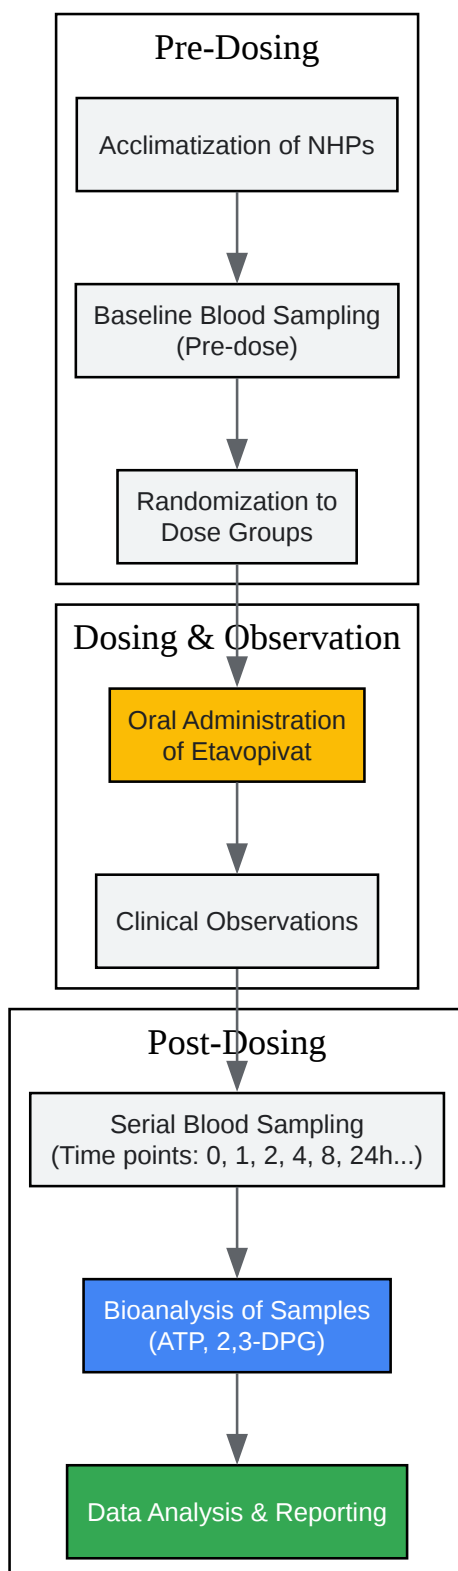 Pre-Dosing
Acclimatization of NHPs
Baseline Blood Sampling
(Pre-dose)
Randomization to
Dose Groups
Dosing & Observation
Oral Administration
of Etavopivat
Clinical Observations
Post-Dosing
Serial Blood Sampling
(Time points: 0, 1, 2, 4, 8, 24h...)
Bioanalysis of Samples
(ATP, 2,3-DPG)
Data Analysis & Reporting